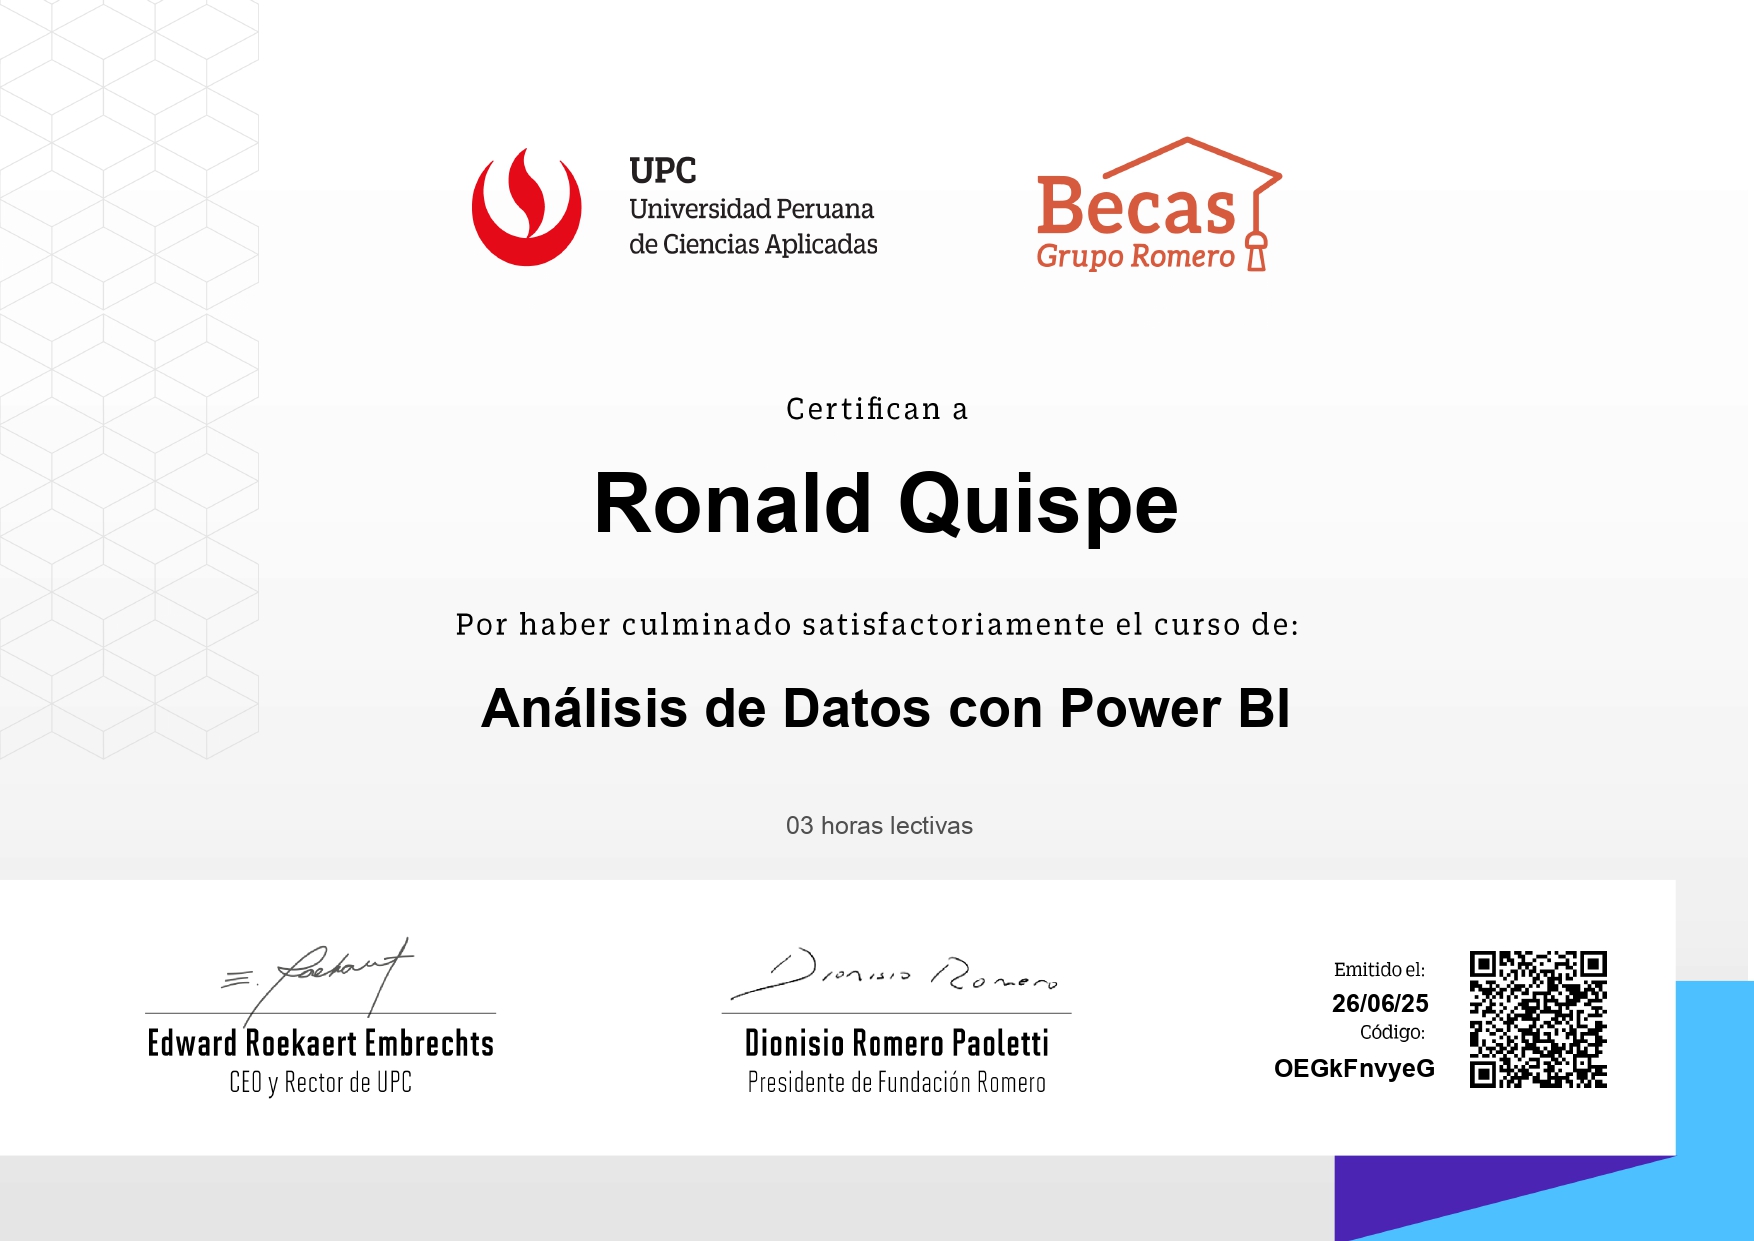 UPC
Universidad Peruana
de Ciencias Aplicadas
Becas
Grupo Romero
Certifican a
Ronald Quispe
Por haber culminado satisfactoriamente el curso de:
Análisis de Datos con Power BI
03 horas lectivas
E. Roekaert
Edward Roekaert Embrechts
CEO y Rector de UPC
Dionisio Romero
Dionisio Romero Paoletti
Presidente de Fundación Romero
Emitido el:
26/06/25
Código:
OEGkFnvyeG